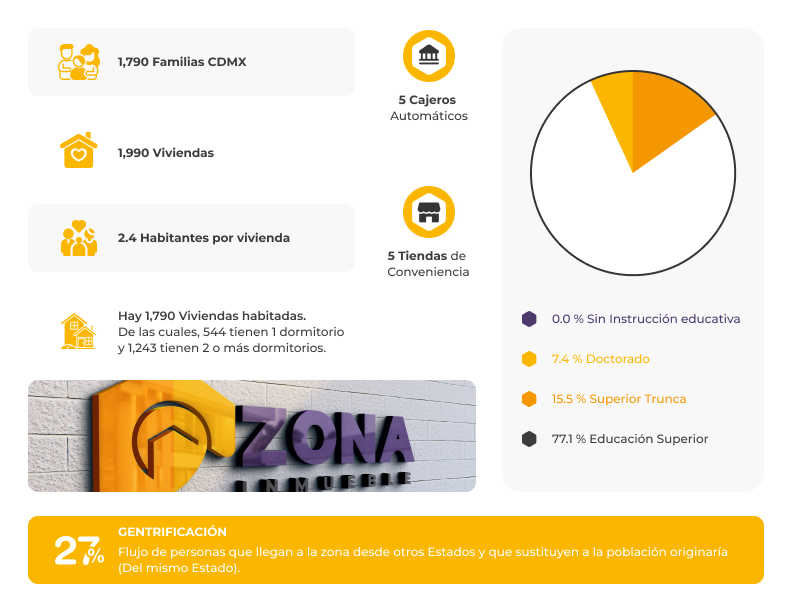 1,790 Familias CDMX
1,990 Viviendas
2.4 Habitantes por vivienda
Hay 1,790 Viviendas habitadas.
De las cuales, 544 tienen 1 dormitorio
y 1,243 tienen 2 o más dormitorios.
5 Cajeros
Automáticos
5 Tiendas de
Conveniencia
ZONA
INMUEBLE
0.0 % Sin Instrucción educativa
7.4 % Doctorado
15.5 % Superior Trunca
77.1 % Educación Superior
27%
GENTRIFICACIÓN
Flujo de personas que llegan a la zona desde otros Estados y que sustituyen a la población originaría
(Del mismo Estado).